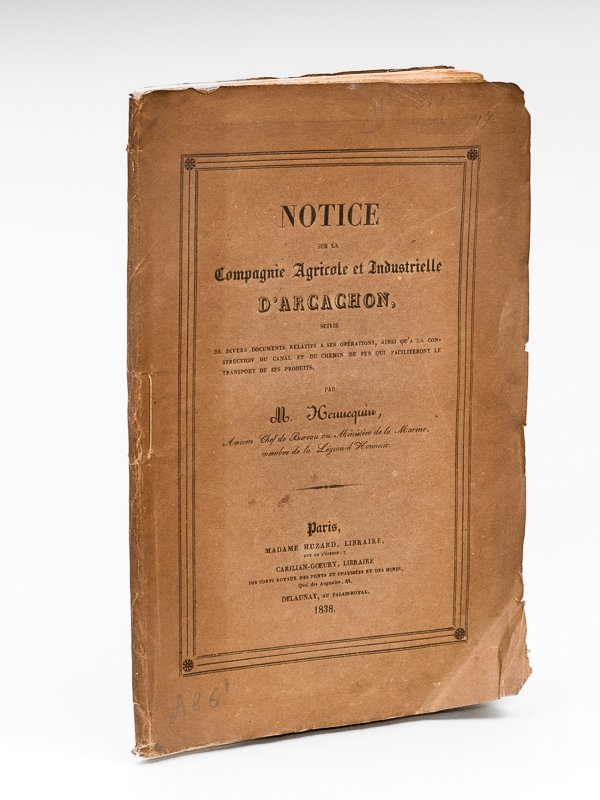 NOTICE
SUR LA
Compagnie Agricole et Industrielle
D'ARCACHON,
SUIVIE
DE DIVERS DOCUMENTS RELATIFS A SES OPÉRATIONS, AINSI QU'A LA CON-
STRUCTION DU CANAL ET DU CHEMIN DE FER QUI FACILITERONT LE
TRANSPORT DE SES PRODUITS,
PAR
M. Hennequin,
Ancien Chef de Bureau au Ministère de la Marine,
membre de la Légion-d'Honneur.
Paris,
MADAME HUZARD, LIBRAIRE,
RUE DE L'ÉPERON, 7
CARILIAN-GOEURY, LIBRAIRE
DES CORPS ROYAUX DES PONTS ET CHAUSSÉES ET DES MINES,
Quai des Augustins, 41.
DELAUNAY, AU PALAIS-ROYAL,
1838.